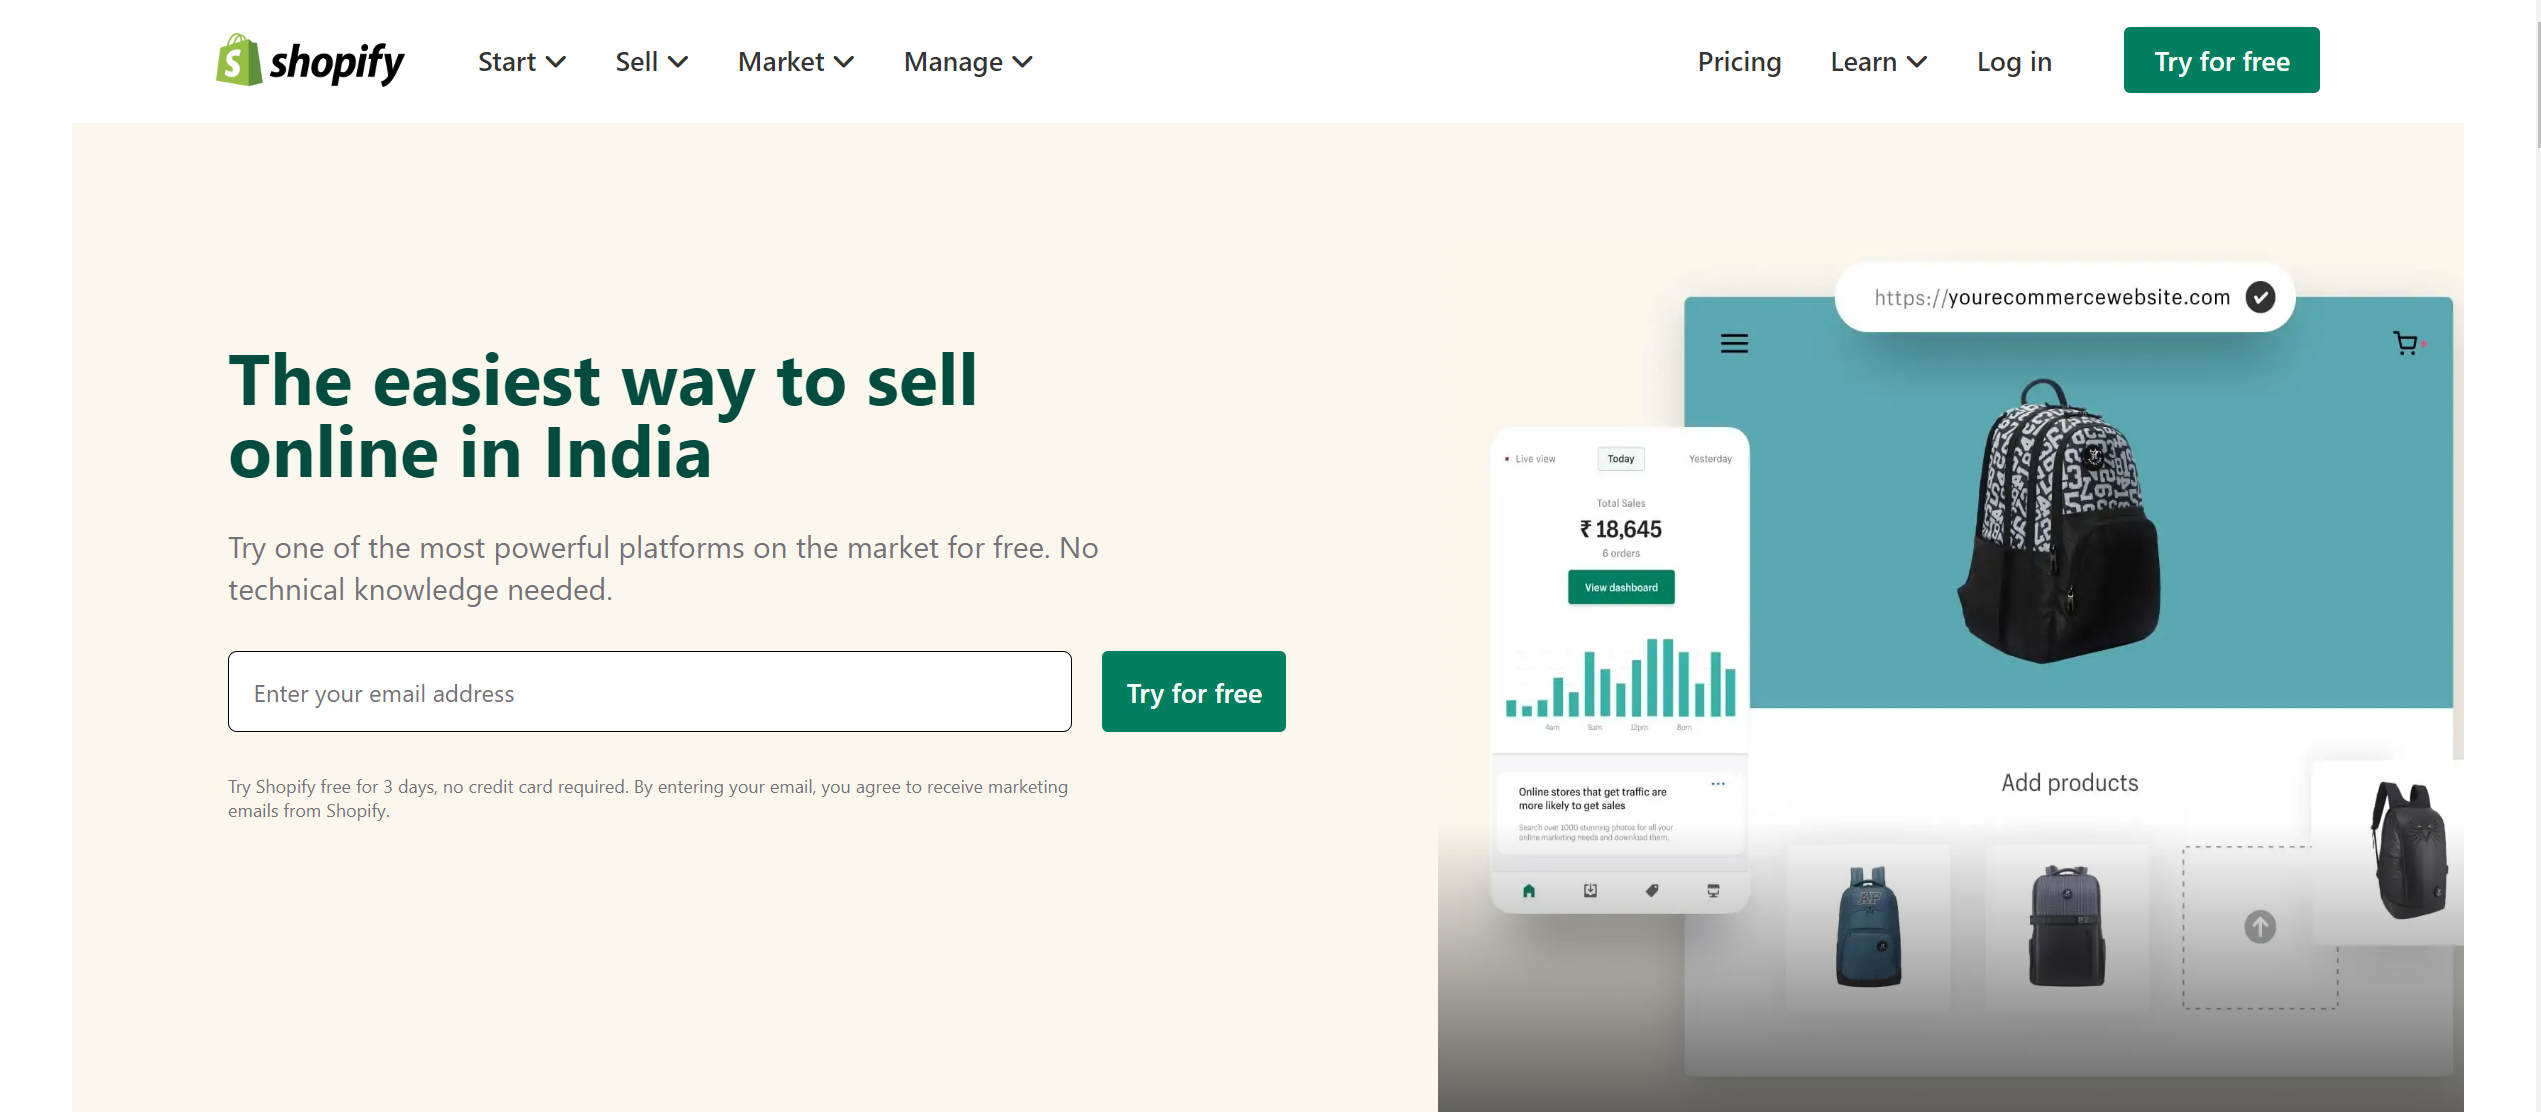 shopify
Start
Sell
Market
Manage
Pricing
Learn
Log in
Try for free
The easiest way to sell
online in India
Try one of the most powerful platforms on the market for free. No
technical knowledge needed.
Enter your email address
Try for free
Try Shopify free for 3 days, no credit card required. By entering your email, you agree to receive marketing
emails from Shopify.
https://yourecommercewebsite.com
Live view
Today
Yesterday
Total Sales
₹ 18,645
6 orders
View dashboard
4am
12pm
8pm
Online stores that get traffic are
more likely to get sales
Search over 1000 stunning photos for all your
online marketing needs and download them.
Add products